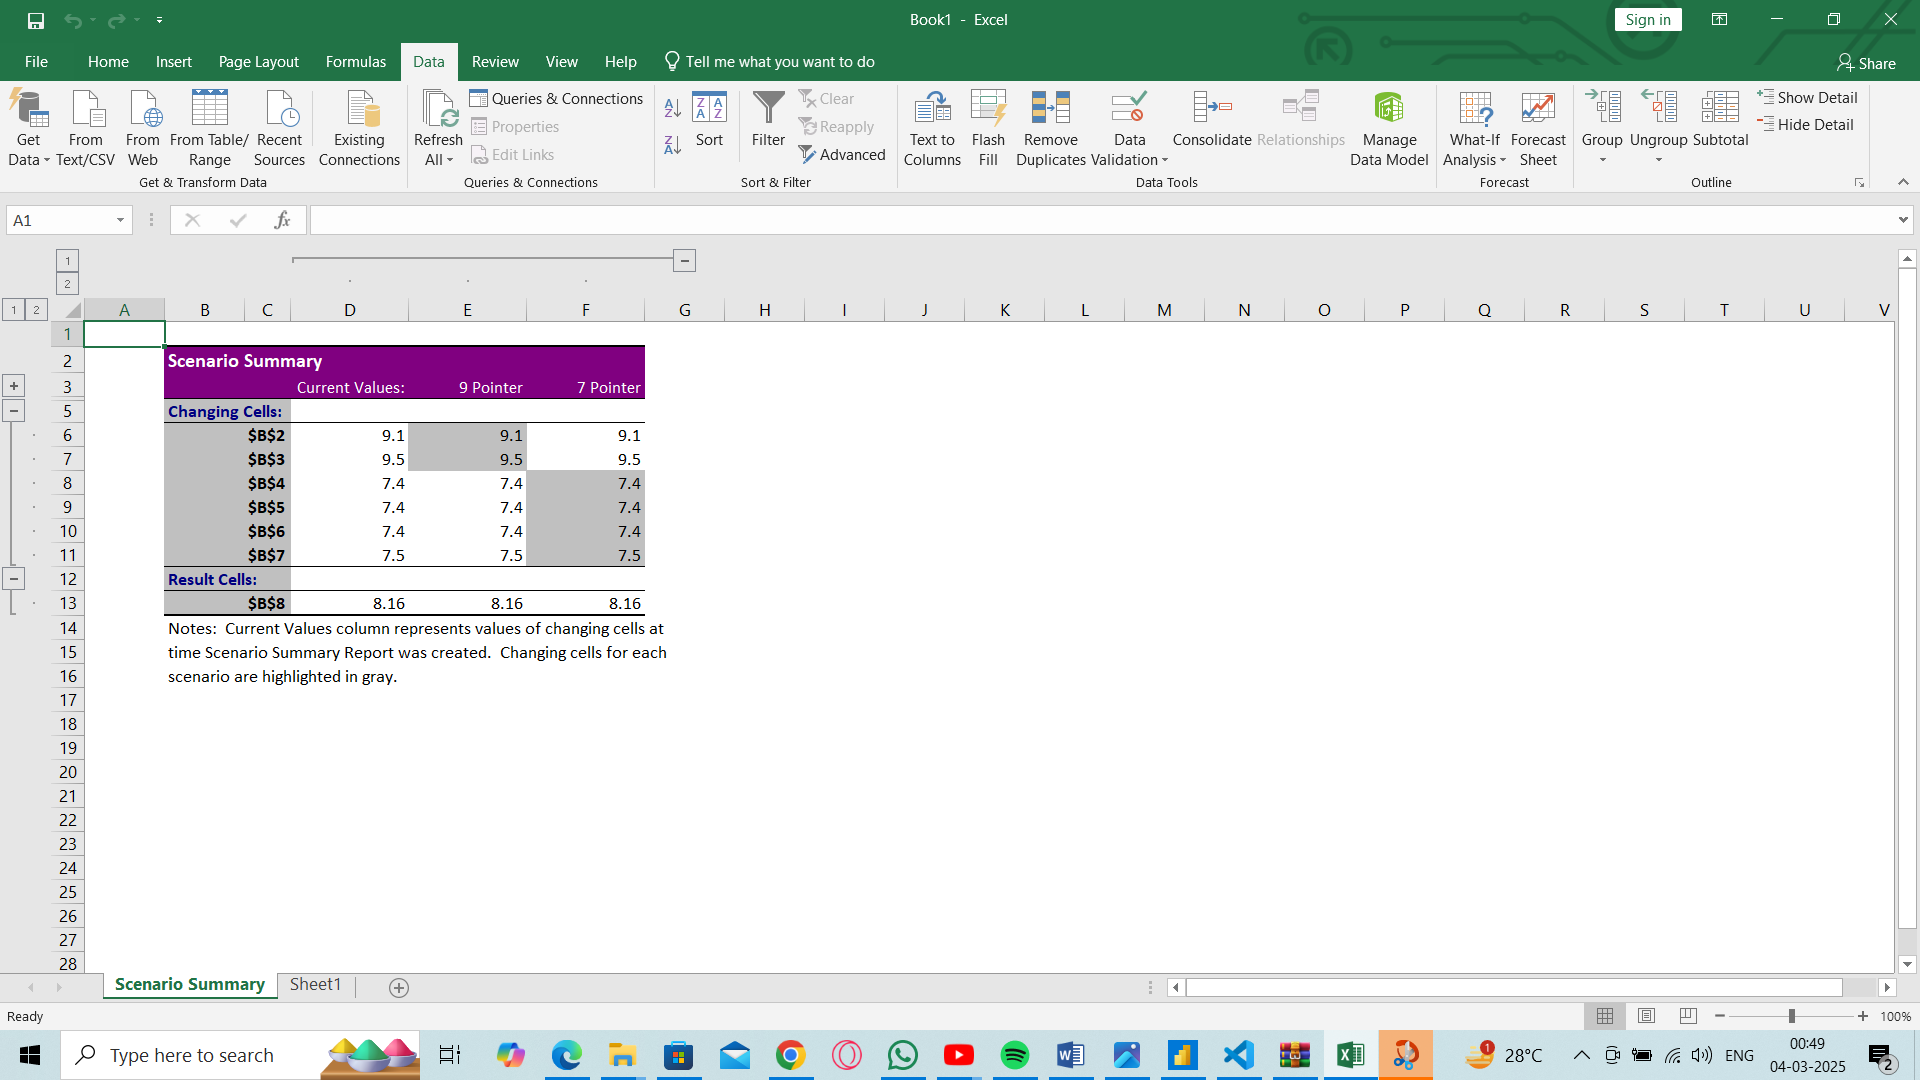 Book1 - Excel
Sign in
File Home Insert Page Layout Formulas Data Review View Help Tell me what you want to do
Share
Get Data
From Text/CSV
From Web
From Table/ Range
Recent Sources
Existing Connections
Get & Transform Data
Refresh All
Queries & Connections
Properties
Edit Links
Queries & Connections
Sort
Filter
Clear
Reapply
Advanced
Sort & Filter
Text to Columns
Flash Fill
Remove Duplicates
Data Validation
Consolidate
Relationships
Manage Data Model
Data Tools
What-If Analysis
Forecast Sheet
Forecast
Group
Ungroup
Subtotal
Show Detail
Hide Detail
Outline
A1
fx
1
2
1 2
A B C D E F G H I J K L M N O P Q R S T U V
1
2 Scenario Summary
3 Current Values: 9 Pointer 7 Pointer
5 Changing Cells:
6 $B$2 9.1 9.1 9.1
7 $B$3 9.5 9.5 9.5
8 $B$4 7.4 7.4 7.4
9 $B$5 7.4 7.4 7.4
10 $B$6 7.4 7.4 7.4
11 $B$7 7.5 7.5 7.5
12 Result Cells:
13 $B$8 8.16 8.16 8.16
14 Notes: Current Values column represents values of changing cells at
15 time Scenario Summary Report was created. Changing cells for each
16 scenario are highlighted in gray.
17
18
19
20
21
22
23
24
25
26
27
28
Scenario Summary Sheet1
Ready
100%
Type here to search
1
28°C
ENG
00:49
04-03-2025
2